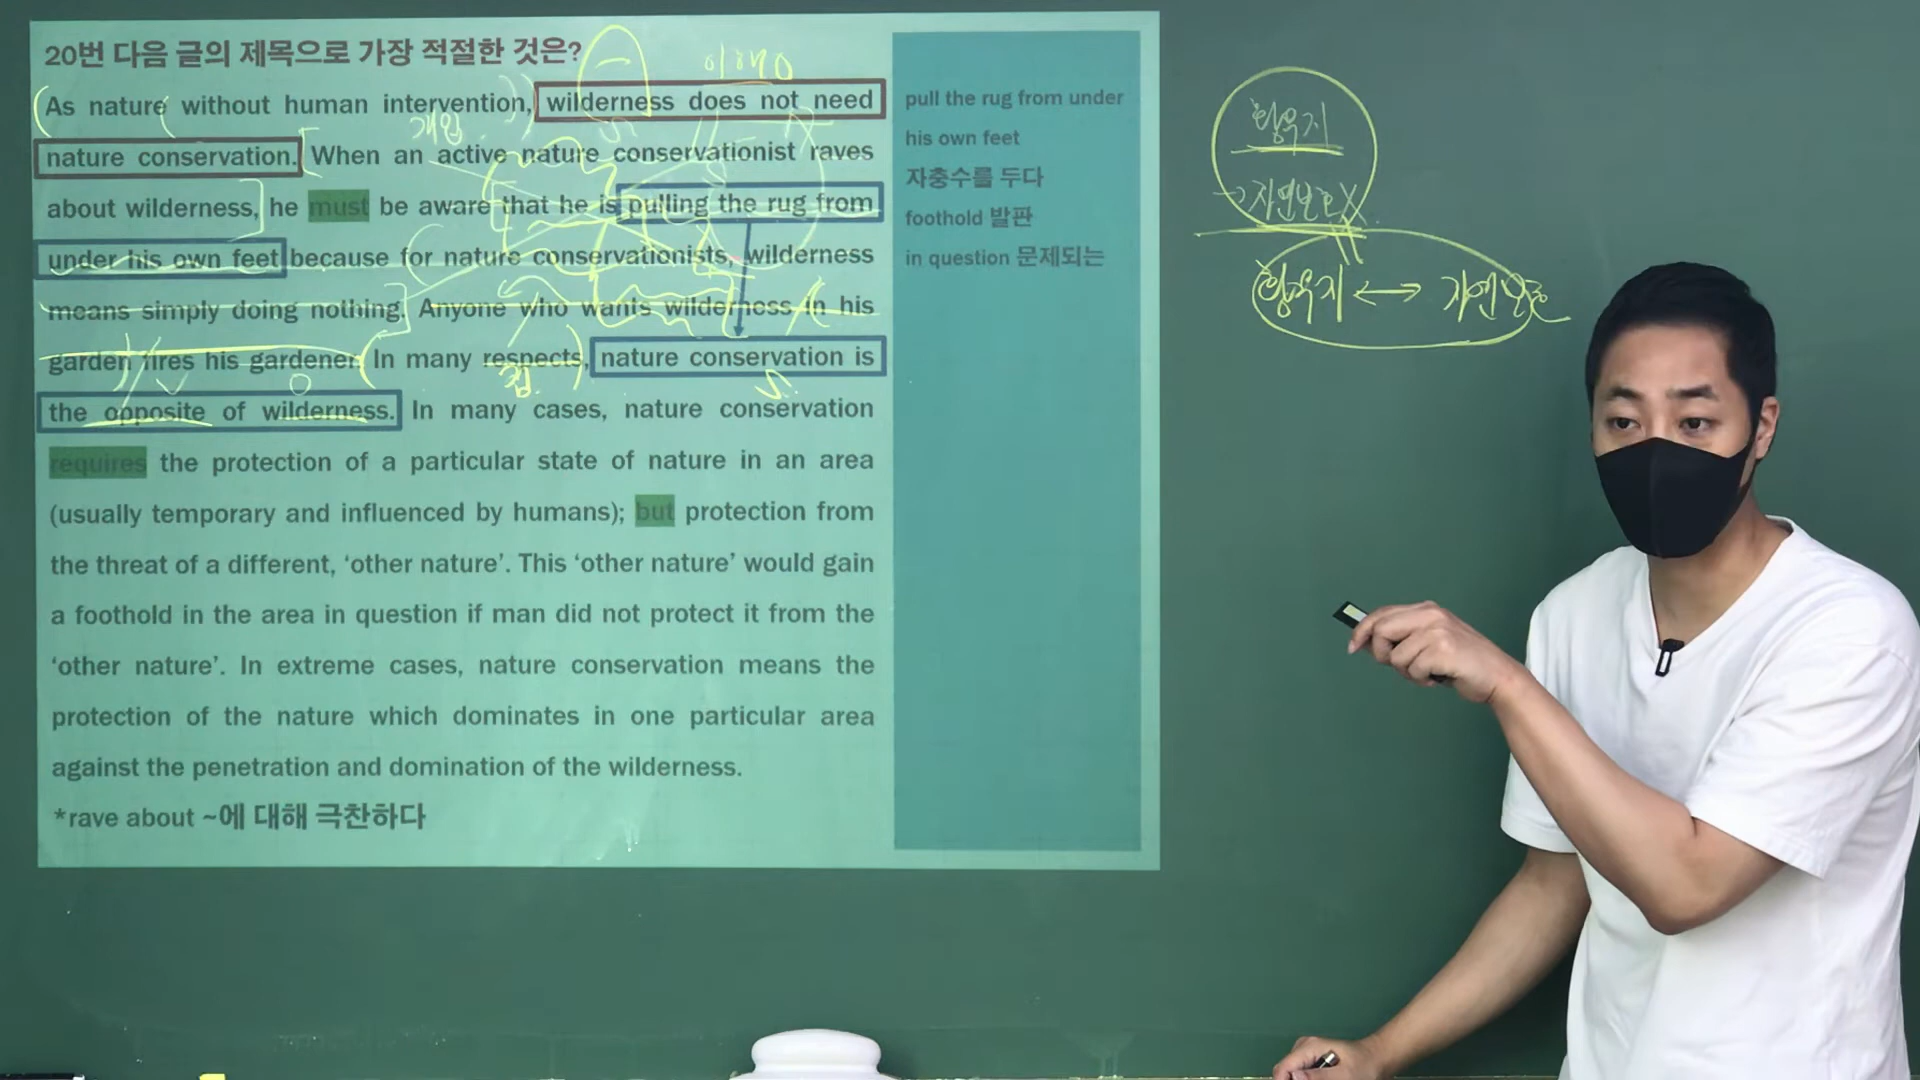 20번 다음 글의 제목으로 가장 적절한 것은?
As nature without human intervention, wilderness does not need
nature conservation. When an active nature conservationist raves
about wilderness, he must be aware that he is pulling the rug from
under his own feet because for nature conservationists, wilderness
means simply doing nothing. Anyone who wants wilderness in his
garden fires his gardener. In many respects, nature conservation is
the opposite of wilderness. In many cases, nature conservation
requires the protection of a particular state of nature in an area
(usually temporary and influenced by humans); but protection from
the threat of a different, ‘other nature’. This ‘other nature’ would gain
a foothold in the area in question if man did not protect it from the
‘other nature’. In extreme cases, nature conservation means the
protection of the nature which dominates in one particular area
against the penetration and domination of the wilderness.
*rave about ~에 대해 극찬하다
pull the rug from under
his own feet
자충수를 두다
foothold 발판
in question 문제되는
이해 O
개입
S
V
O
황무지
→ 자연보호 X
황무지 ↔ 자연보호